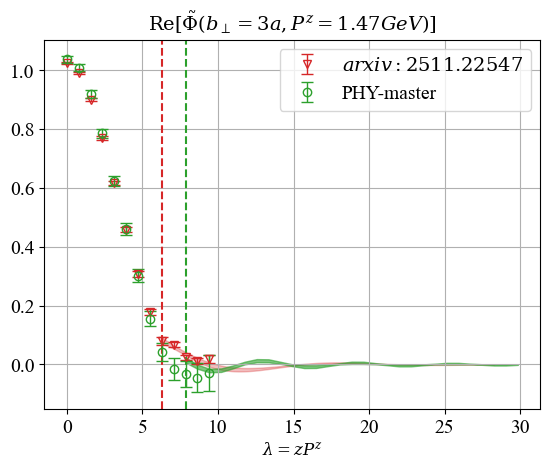 Re[Φ̃(b⊥ = 3a, P^z = 1.47GeV)]
arxiv : 2511.22547
PHY-master
1.0
0.8
0.6
0.4
0.2
0.0
0 5 10 15 20 25 30
λ = zP^z